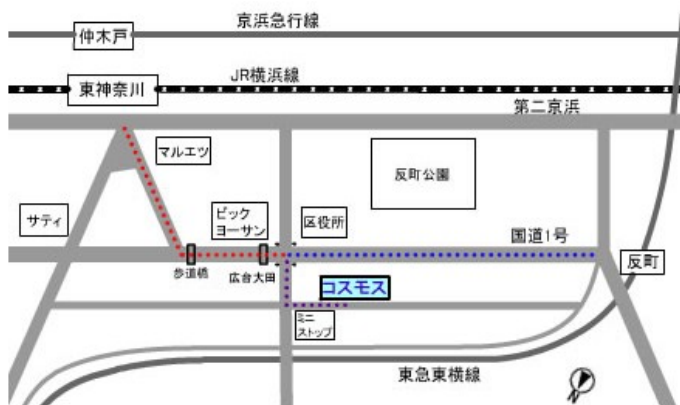 京浜急行線
仲木戸
JR横浜線
東神奈川
第二京浜
マルエツ
反町公園
サティ
ビック
ヨーサン
区役所
国道1号
反町
歩道橋
広台太田
コスモス
ミニ
ストップ
東急東横線
N